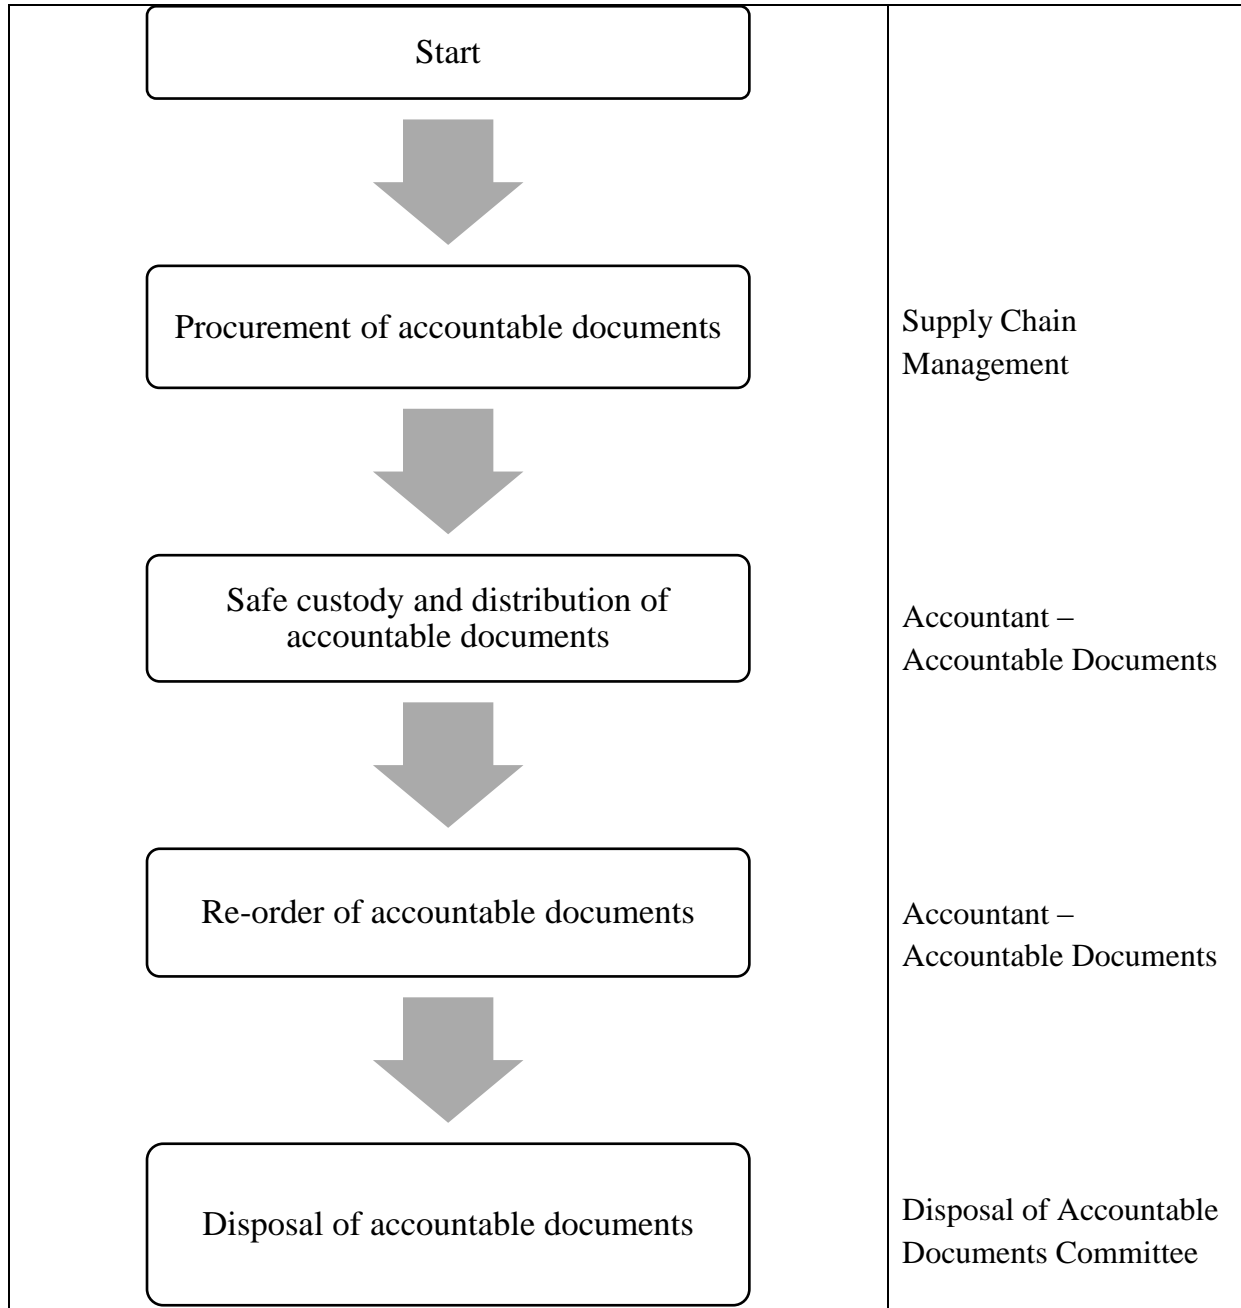 Start
Procurement of accountable documents
Supply Chain
Management
Safe custody and distribution of
accountable documents
Accountant –
Accountable Documents
Re-order of accountable documents
Accountant –
Accountable Documents
Disposal of accountable documents
Disposal of Accountable
Documents Committee